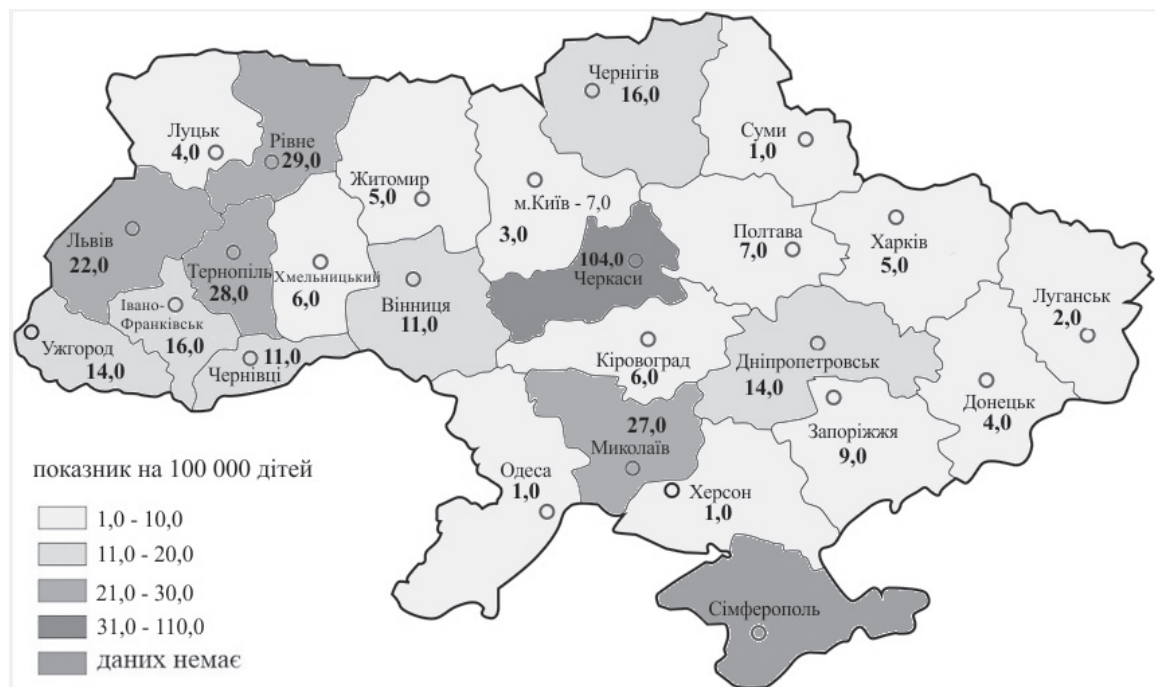 Чернігів
16,0
Суми
1,0
Луцьк
4,0
Рівне
29,0
Житомир
5,0
м.Київ - 7,0
3,0
Полтава
7,0
Харків
5,0
Львів
22,0
Тернопіль
28,0
Хмельницький
6,0
Вінниця
11,0
104,0
Черкаси
Луганськ
2,0
Івано-
Франківськ
16,0
Ужгород
14,0
11,0
Чернівці
Кіровоград
6,0
Дніпропетровськ
14,0
Донецьк
4,0
Запоріжжя
9,0
27,0
Миколаїв
Одеса
1,0
Херсон
1,0
Сімферополь
показник на 100 000 дітей
1,0 - 10,0
11,0 - 20,0
21,0 - 30,0
31,0 - 110,0
даних немає